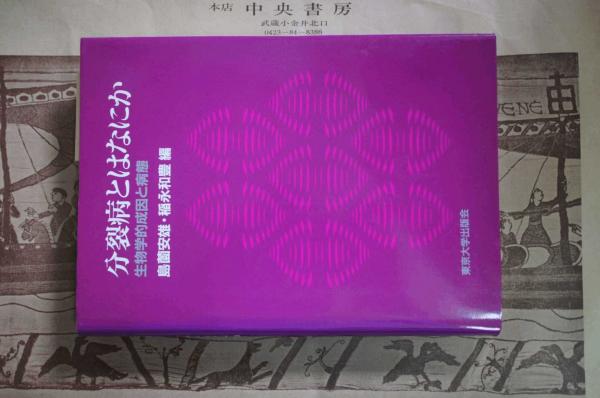 本店 中央書房
武蔵小金井北口
0423-84-8386
分裂病とはなにか
生物学的成因と病態
島薗安雄・稲永和豊 編
東京大学出版会
VENE